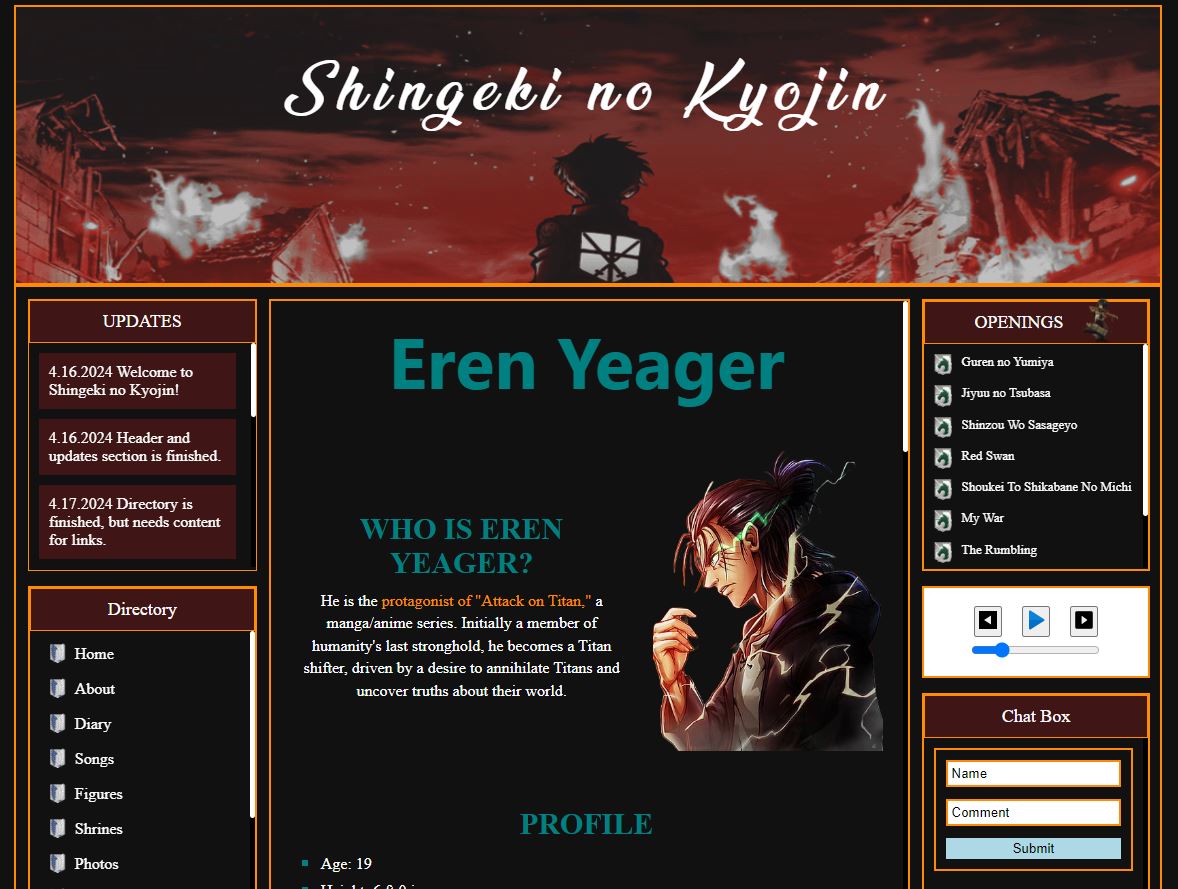 Shingeki no Kyojin
UPDATES
4.16.2024 Welcome to
Shingeki no Kyojin!
4.16.2024 Header and
updates section is finished.
4.17.2024 Directory is
finished, but needs content
for links.
Directory
Home
About
Diary
Songs
Figures
Shrines
Photos
Eren Yeager
WHO IS EREN
YEAGER?
He is the protagonist of "Attack on Titan," a
manga/anime series. Initially a member of
humanity's last stronghold, he becomes a Titan
shifter, driven by a desire to annihilate Titans and
uncover truths about their world.
PROFILE
Age: 19
OPENINGS
Guren no Yumiya
Jiyuu no Tsubasa
Shinzou Wo Sasageyo
Red Swan
Shoukei To Shikabane No Michi
My War
The Rumbling
Chat Box
Name
Comment
Submit